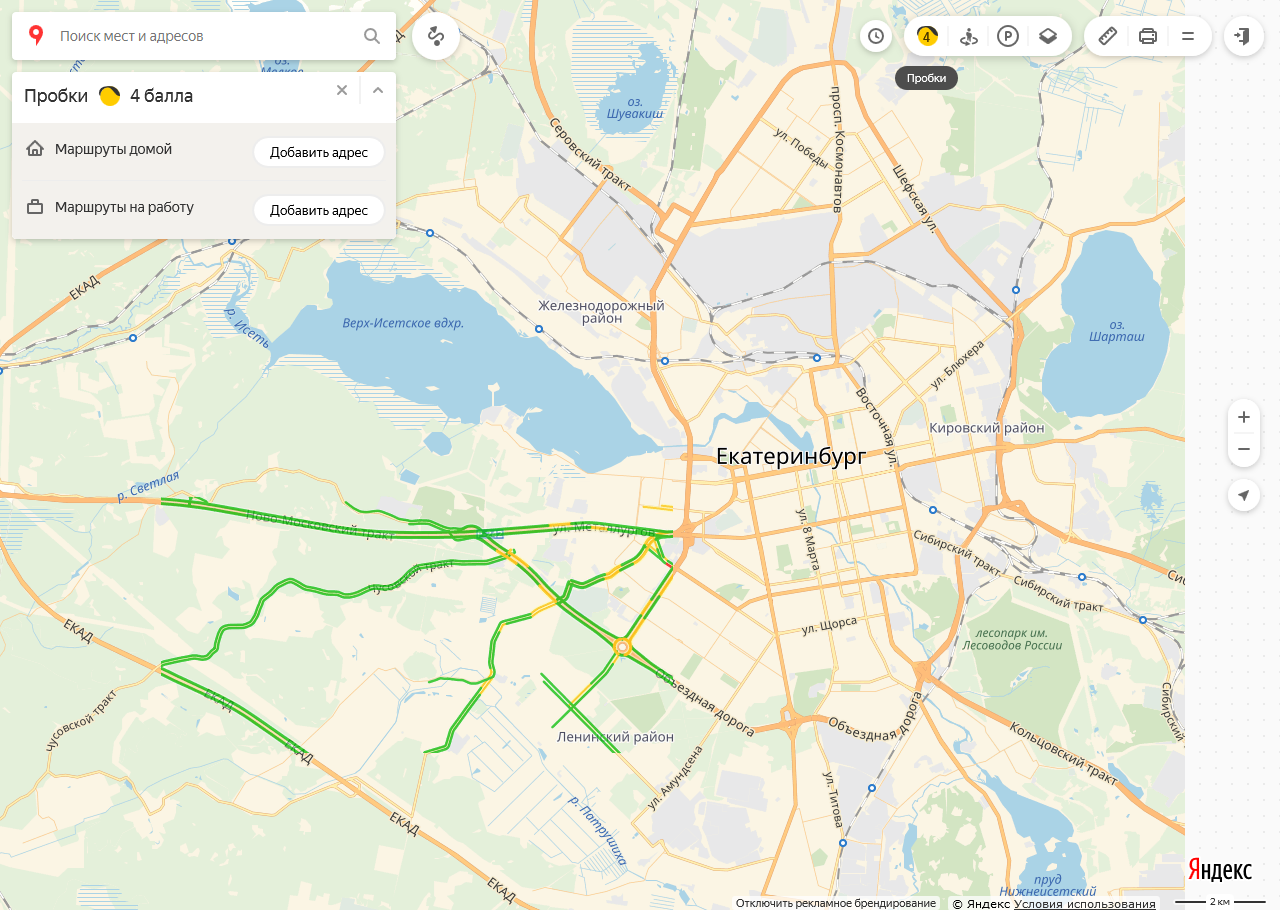 Поиск мест и адресов
4
P
Пробки
Пробки 4 балла
Маршруты домой
Добавить адрес
Маршруты на работу
Добавить адрес
оз.
Шувакиш
Серовский тракт
ул. Победы
просп. Космонавтов
Шефская ул.
ЕКАД
р. Исеть
Верх-Исетское вдхр.
Железнодорожный
район
оз.
Шарташ
ул. Блюхера
Восточная ул.
Кировский район
Екатеринбург
р. Светлая
Ново-Московский тракт
ул. Металлургов
ул. 8 Марта
Сибирский тракт
Сибирский тракт
Чусовской тракт
ЕКАД
ул. Щорса
лесопарк им.
Лесоводов России
ЕКАД
Объездная дорога
Чусовской тракт
ЕКАД
Ленинский район
Объездная дорога
Кольцовский тракт
Сибирский
ул. Амундсена
ул. Титова
р. Патрушиха
ЕКАД
ЕКАД
пруд
Нижнеисетский
Яндекс
Отключить рекламное брендирование
© Яндекс Условия использования
2 км